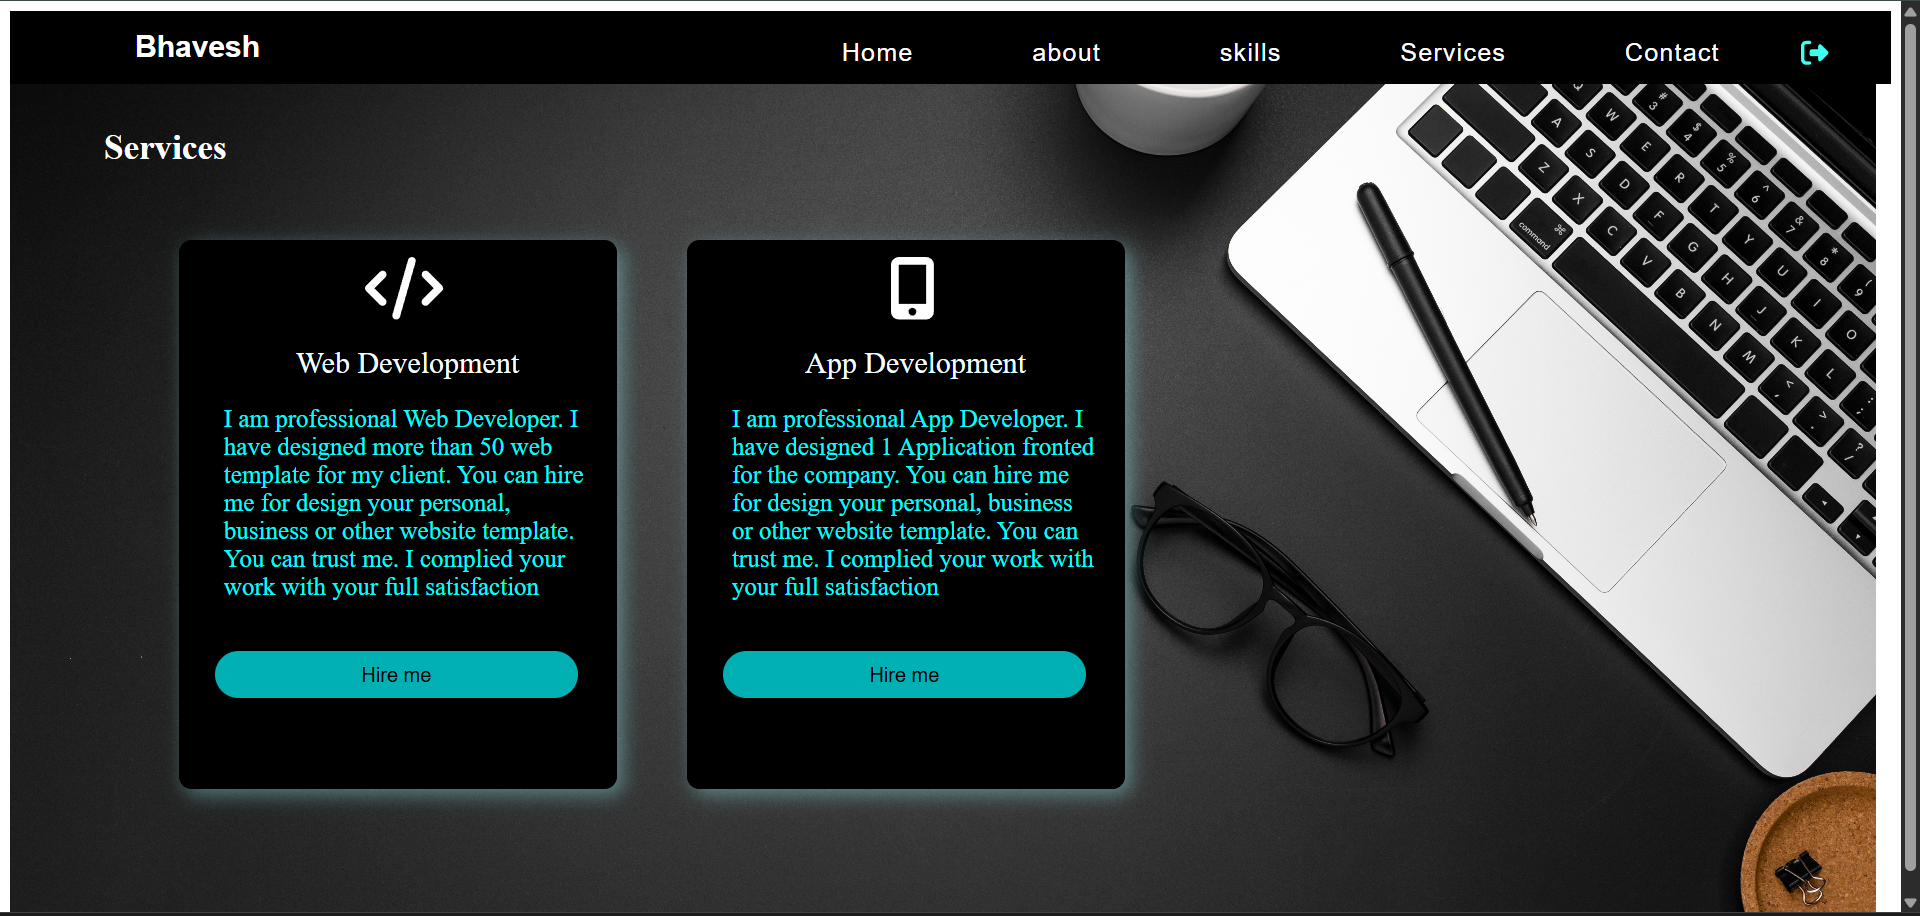 Bhavesh
Home about skills Services Contact
Services
Web Development
I am professional Web Developer. I
have designed more than 50 web
template for my client. You can hire
me for design your personal,
business or other website template.
You can trust me. I complied your
work with your full satisfaction
Hire me
App Development
I am professional App Developer. I
have designed 1 Application fronted
for the company. You can hire me
for design your personal, business
or other website template. You can
trust me. I complied your work with
your full satisfaction
Hire me
command